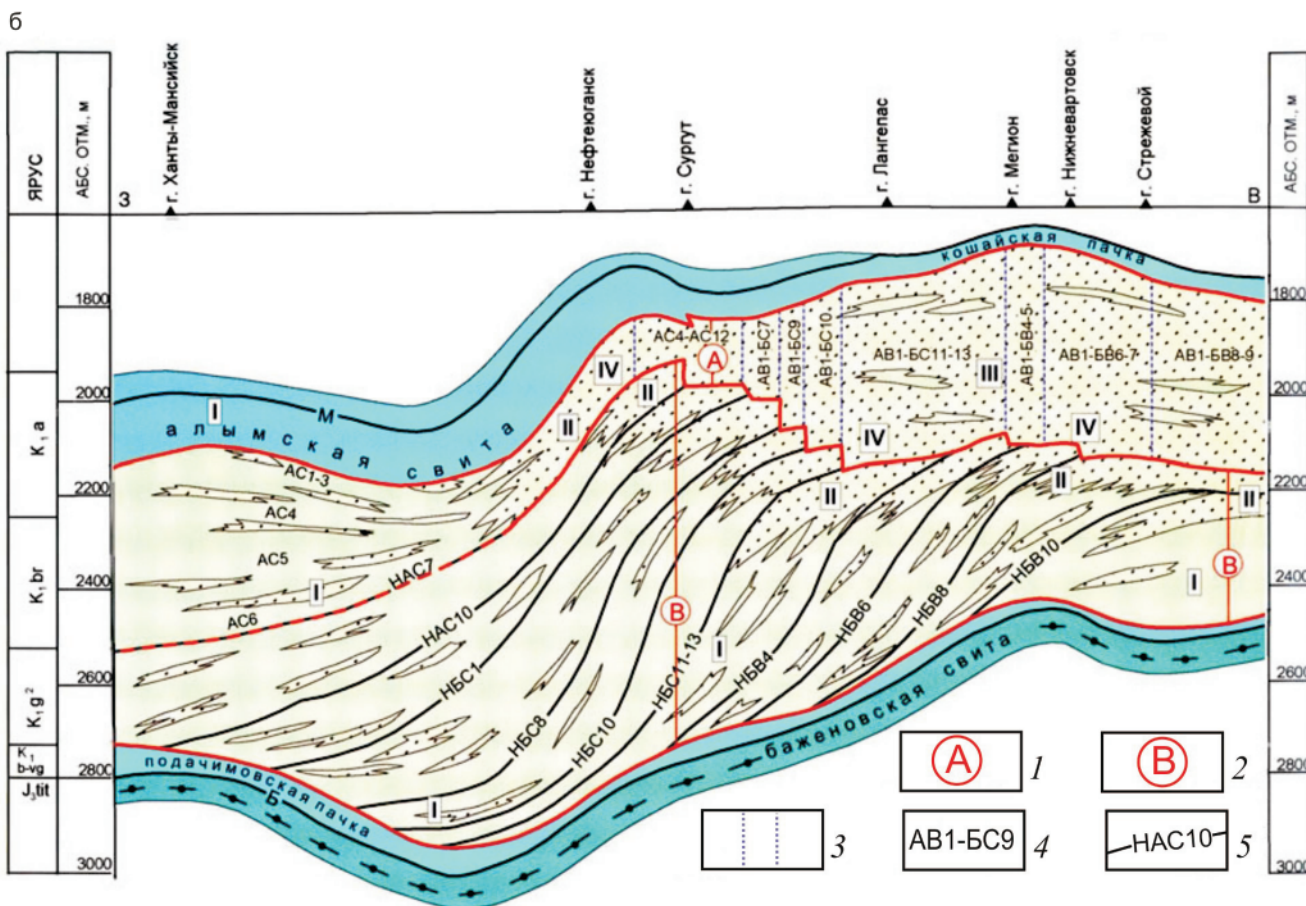 б
ЯРУС
АБС. ОТМ., м
г. Ханты-Мансийск
г. Нефтеюганск
г. Сургут
г. Лангепас
г. Мегион
г. Нижневартовск
г. Стрежевой
АБС. ОТМ., м
З
В
кошайская пачка
1800
1800
АС4-АС12
А
АВ1-БС7
АВ1-БС9
АВ1-БС10
АВ1-БС11-13
АВ1-БВ4-5
АВ1-БВ6-7
АВ1-БВ8-9
IV
II
III
2000
2000
I
М
алымская свита
II
IV
IV
K₁a
АС1-3
2200
2200
II
II
II
АС4
АС5
НАС7
I
2400
2400
K₁br
АС6
НАС10
НБС1
НБС8
НБС10
НБС11-13
НБВ4
НБВ6
НБВ8
НБВ10
В
I
В
I
2600
2600
K₁g²
K₁
b-vg
подачимовская пачка
баженовская свита
2800
2800
J₃tit
Б
I
3000
3000
А 1
В 2
3
АВ1-БС9 4
НАС10 5